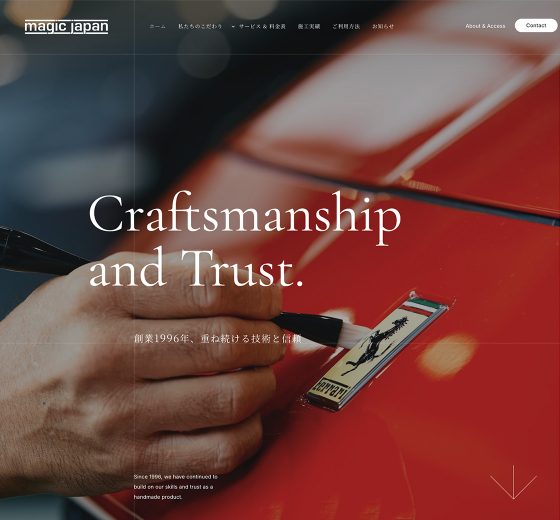 magic japan
ホーム 私たちのこだわり サービス & 料金表 施工実績 ご利用方法 お知らせ About & Access Contact
Craftsmanship
and Trust.
創業1996年、重ね続ける技術と信頼
Ferrari
Since 1996, we have continued to
build on our skills and trust as a
handmade product.